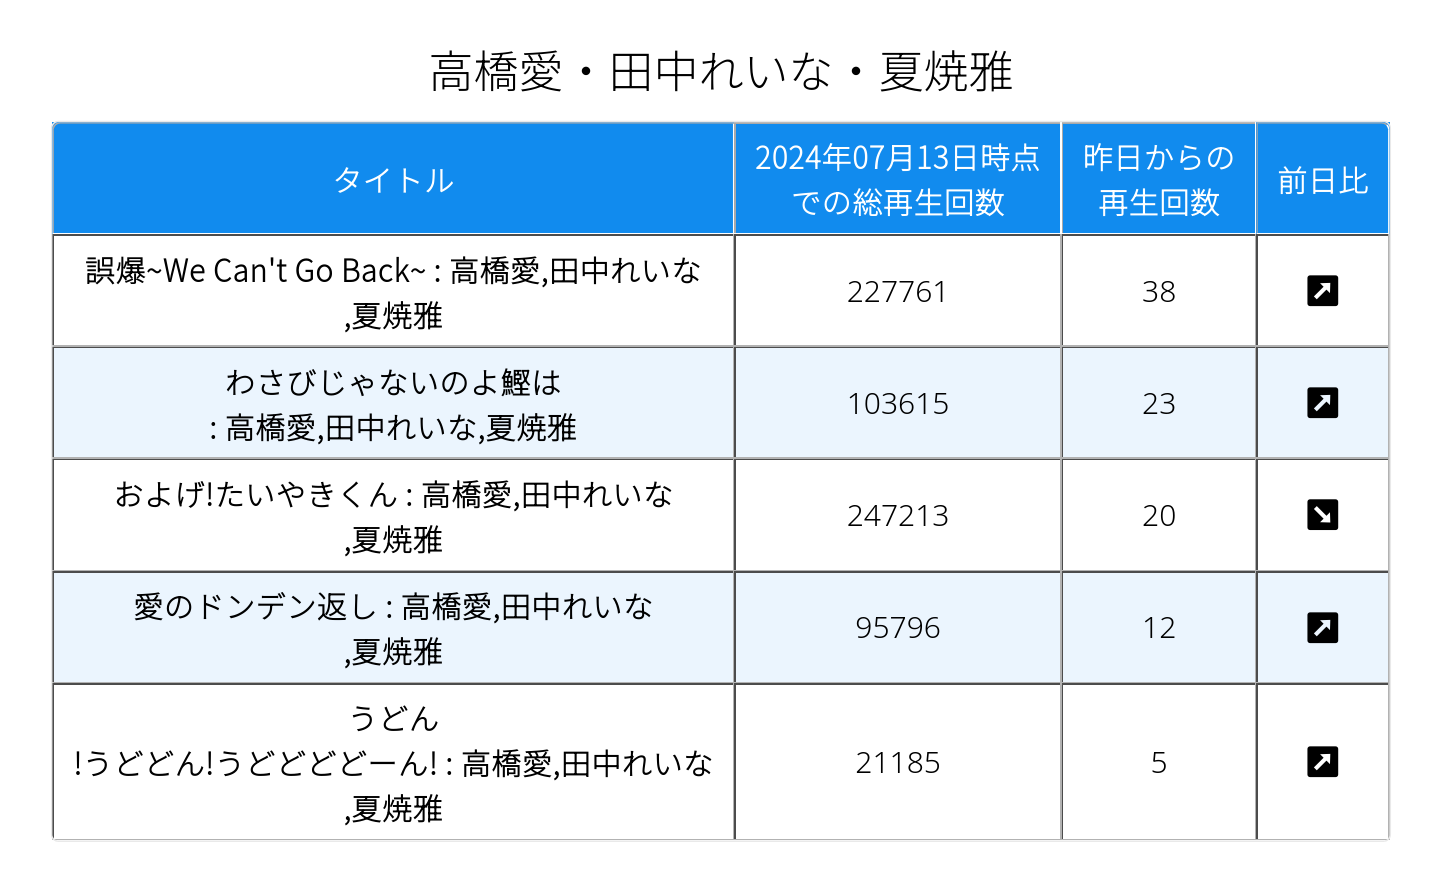 高橋愛・田中れいな・夏焼雅
タイトル
2024年07月13日時点
での総再生回数
昨日からの
再生回数
前日比
誤爆~We Can't Go Back~ : 高橋愛,田中れいな
,夏焼雅
227761
38
わさびじゃないのよ鰹は
: 高橋愛,田中れいな,夏焼雅
103615
23
およげ!たいやきくん : 高橋愛,田中れいな
,夏焼雅
247213
20
愛のドンデン返し : 高橋愛,田中れいな
,夏焼雅
95796
12
うどん
!うどどん!うどどどどーん! : 高橋愛,田中れいな
,夏焼雅
21185
5